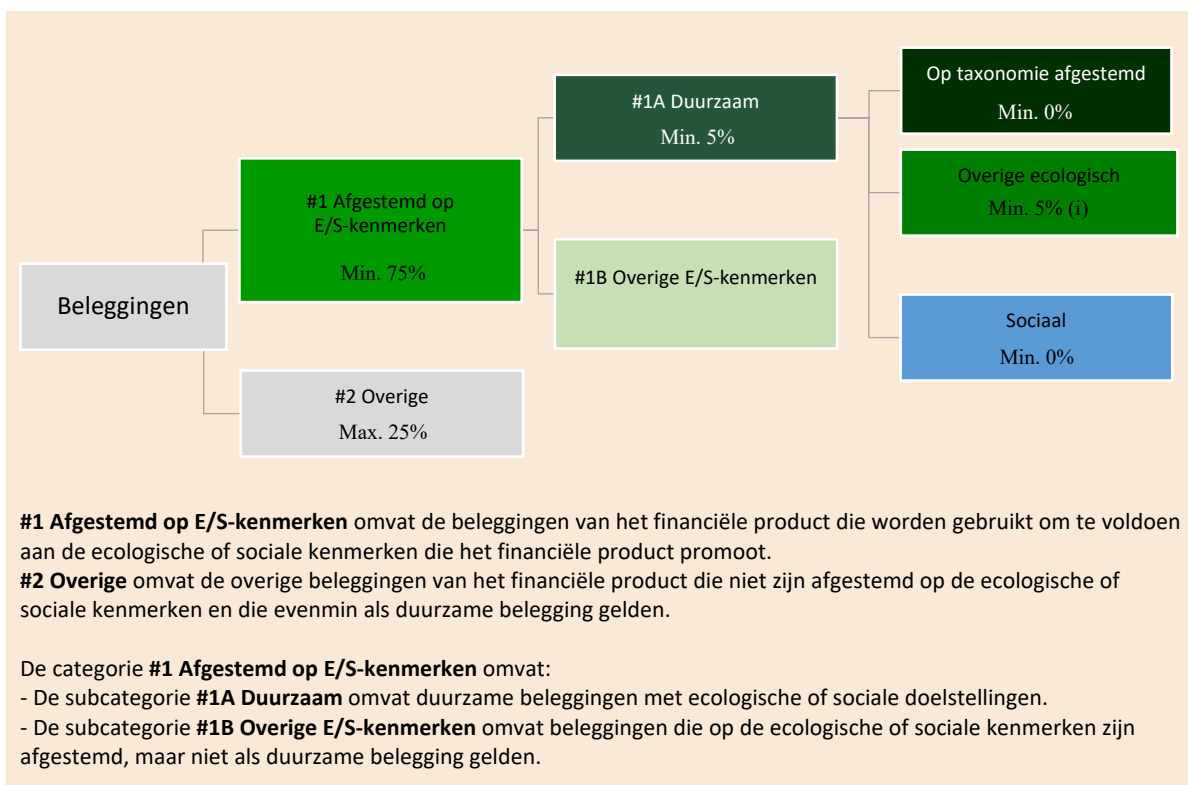 Beleggingen
#1 Afgestemd op
E/S-kenmerken
Min. 75%
#2 Overige
Max. 25%
#1A Duurzaam
Min. 5%
#1B Overige E/S-kenmerken
Op taxonomie afgestemd
Min. 0%
Overige ecologisch
Min. 5% (i)
Sociaal
Min. 0%
#1 Afgestemd op E/S-kenmerken omvat de beleggingen van het financiële product die worden gebruikt om te voldoen
aan de ecologische of sociale kenmerken die het financiële product promoot.
#2 Overige omvat de overige beleggingen van het financiële product die niet zijn afgestemd op de ecologische of
sociale kenmerken en die evenmin als duurzame belegging gelden.
De categorie #1 Afgestemd op E/S-kenmerken omvat:
- De subcategorie #1A Duurzaam omvat duurzame beleggingen met ecologische of sociale doelstellingen.
- De subcategorie #1B Overige E/S-kenmerken omvat beleggingen die op de ecologische of sociale kenmerken zijn
afgestemd, maar niet als duurzame belegging gelden.